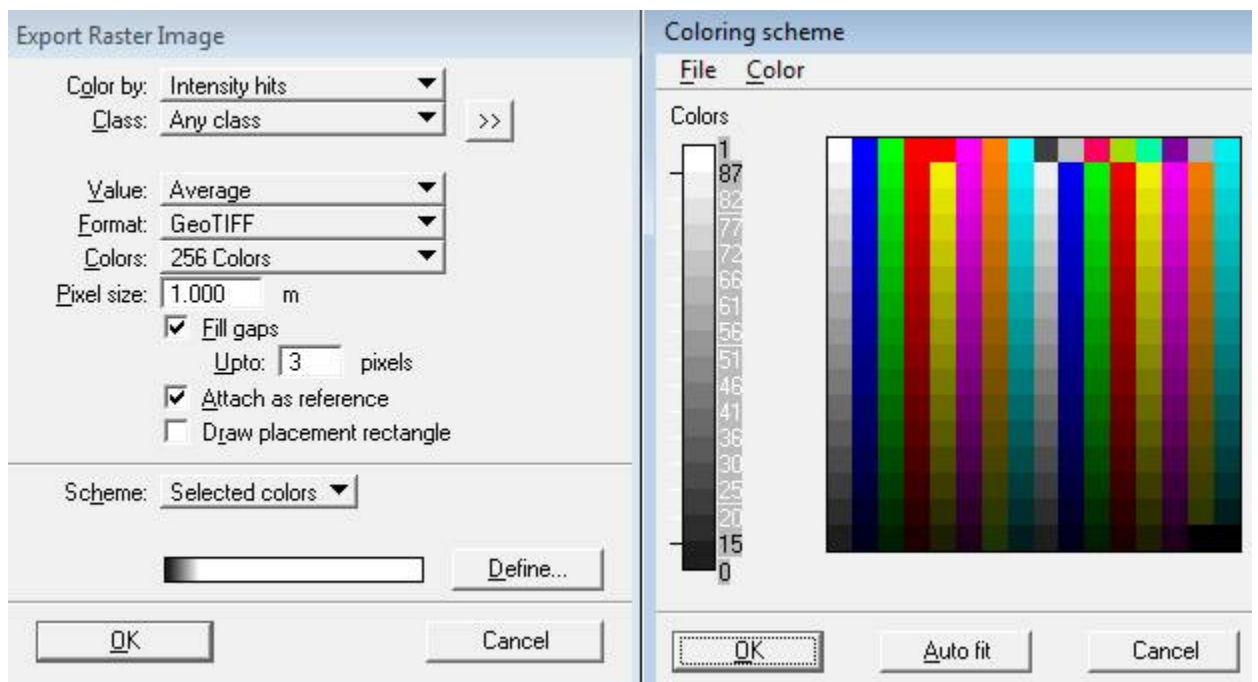 Export Raster Image
Color by: Intensity hits
Class: Any class
>>
Value: Average
Format: GeoTIFF
Colors: 256 Colors
Pixel size: 1.000 m
Fill gaps
Upto: 3 pixels
Attach as reference
Draw placement rectangle
Scheme: Selected colors
Define...
OK
Cancel
Coloring scheme
File Color
Colors
1
87
82
77
72
66
61
56
51
46
41
36
30
25
20
15
0
OK
Auto fit
Cancel